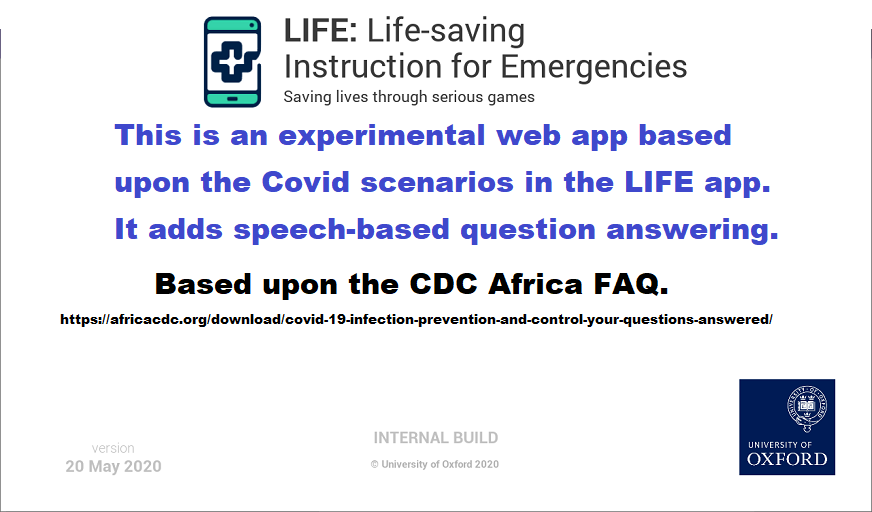 LIFE: Life-saving
Instruction for Emergencies
Saving lives through serious games
This is an experimental web app based
upon the Covid scenarios in the LIFE app.
It adds speech-based question answering.
Based upon the CDC Africa FAQ.
https://africacdc.org/download/covid-19-infection-prevention-and-control-your-questions-answered/
version
20 May 2020
INTERNAL BUILD
© University of Oxford 2020
UNIVERSITY OF
OXFORD